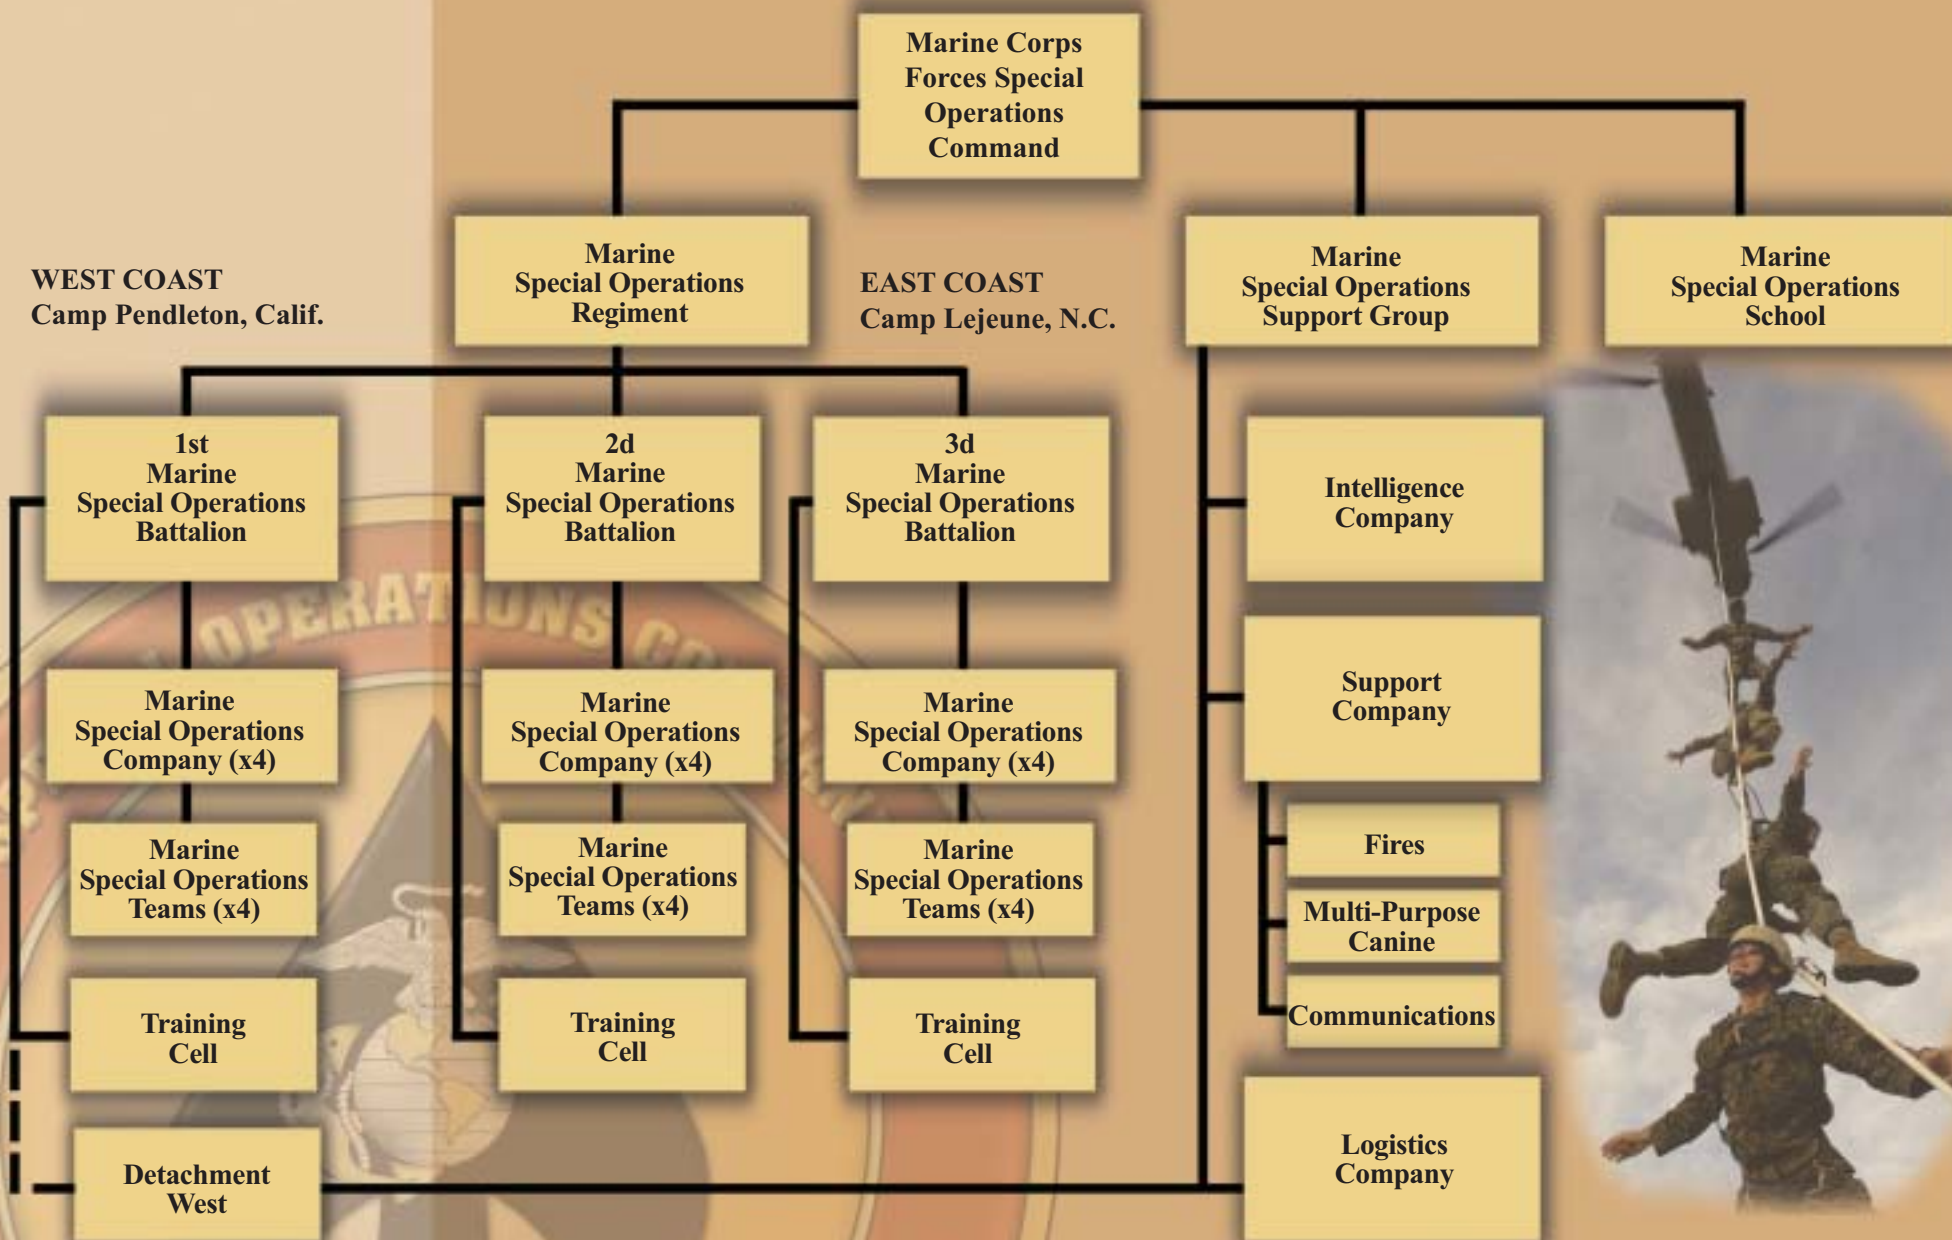 Marine Corps
Forces Special
Operations
Command
WEST COAST
Camp Pendleton, Calif.
Marine
Special Operations
Regiment
EAST COAST
Camp Lejeune, N.C.
Marine
Special Operations
Support Group
Marine
Special Operations
School
1st
Marine
Special Operations
Battalion
2d
Marine
Special Operations
Battalion
3d
Marine
Special Operations
Battalion
Intelligence
Company
OPERATIONS
Support
Company
Marine
Special Operations
Company (x4)
Marine
Special Operations
Company (x4)
Marine
Special Operations
Company (x4)
Marine
Special Operations
Teams (x4)
Marine
Special Operations
Teams (x4)
Marine
Special Operations
Teams (x4)
Fires
Multi-Purpose
Canine
Communications
Training
Cell
Training
Cell
Training
Cell
Detachment
West
Logistics
Company